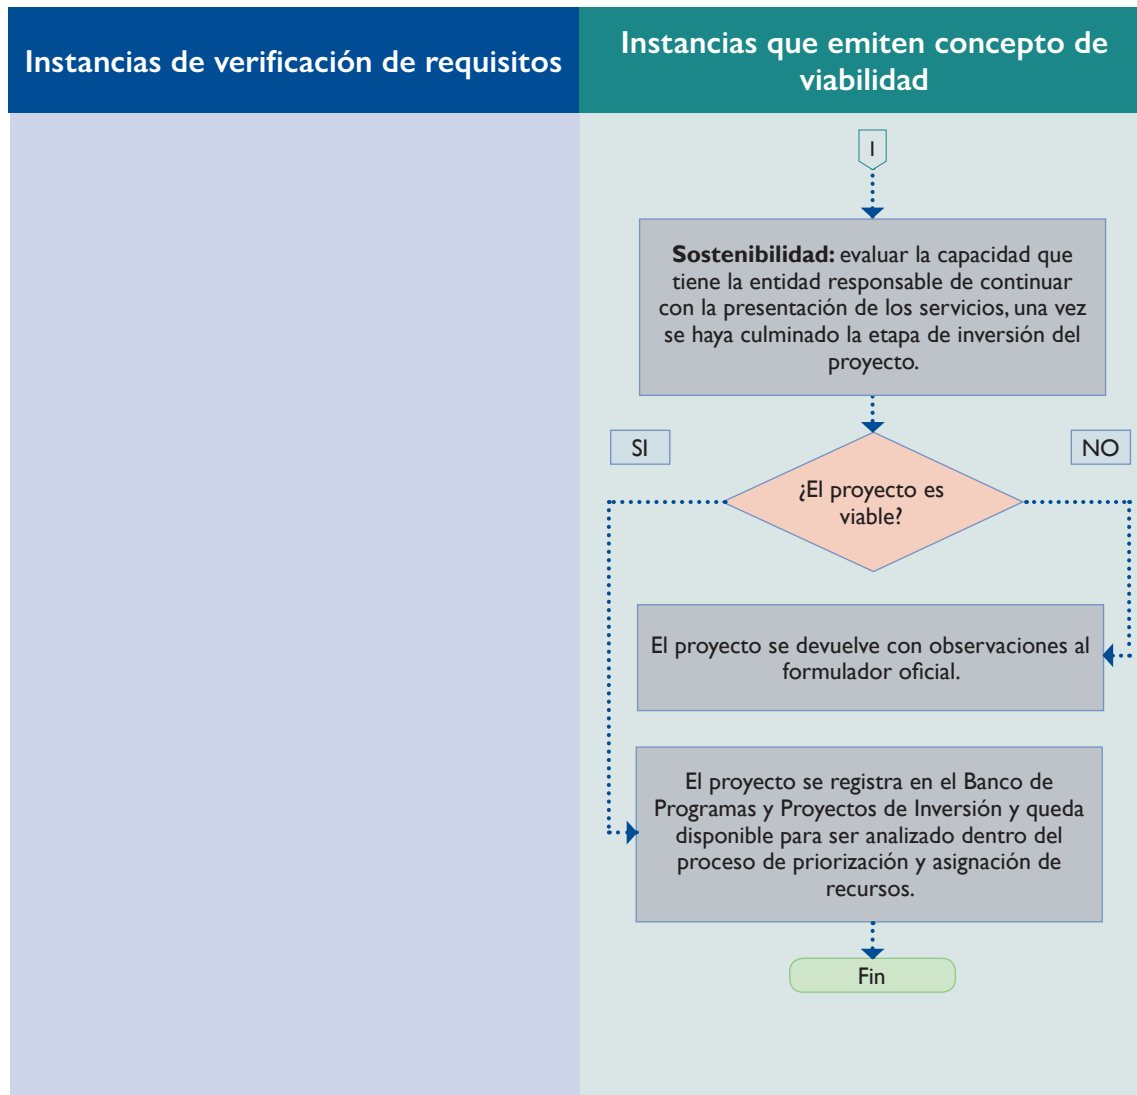 Instancias de verificación de requisitos
Instancias que emiten concepto de
viabilidad
I
Sostenibilidad: evaluar la capacidad que
tiene la entidad responsable de continuar
con la presentación de los servicios, una vez
se haya culminado la etapa de inversión del
proyecto.
SI
NO
¿El proyecto es
viable?
El proyecto se devuelve con observaciones al
formulador oficial.
El proyecto se registra en el Banco de
Programas y Proyectos de Inversión y queda
disponible para ser analizado dentro del
proceso de priorización y asignación de
recursos.
Fin